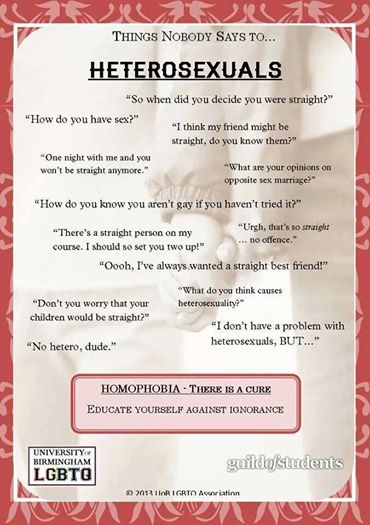 THINGS NOBODY SAYS TO...
HETEROSEXUALS
“So when did you decide you were straight?”
“How do you have sex?”
“I think my friend might be
straight, do you know them?”
“One night with me and you
won’t be straight anymore.”
“What are your opinions on
opposite sex marriage?”
“How do you know you aren’t gay if you haven’t tried it?”
“There’s a straight person on my
course. I should so set you two up!”
“Urgh, that’s so straight
... no offence.”
“Oooh, I’ve always wanted a straight best friend!”
“What do you think causes
heterosexuality?”
“Don’t you worry that your
children would be straight?”
“I don’t have a problem with
heterosexuals, BUT...”
“No hetero, dude.”
HOMOPHOBIA - THERE IS A CURE
EDUCATE YOURSELF AGAINST IGNORANCE
UNIVERSITY OF
BIRMINGHAM
LGBTQ
guildofstudents
© 2013 UoB LGBTQ Association